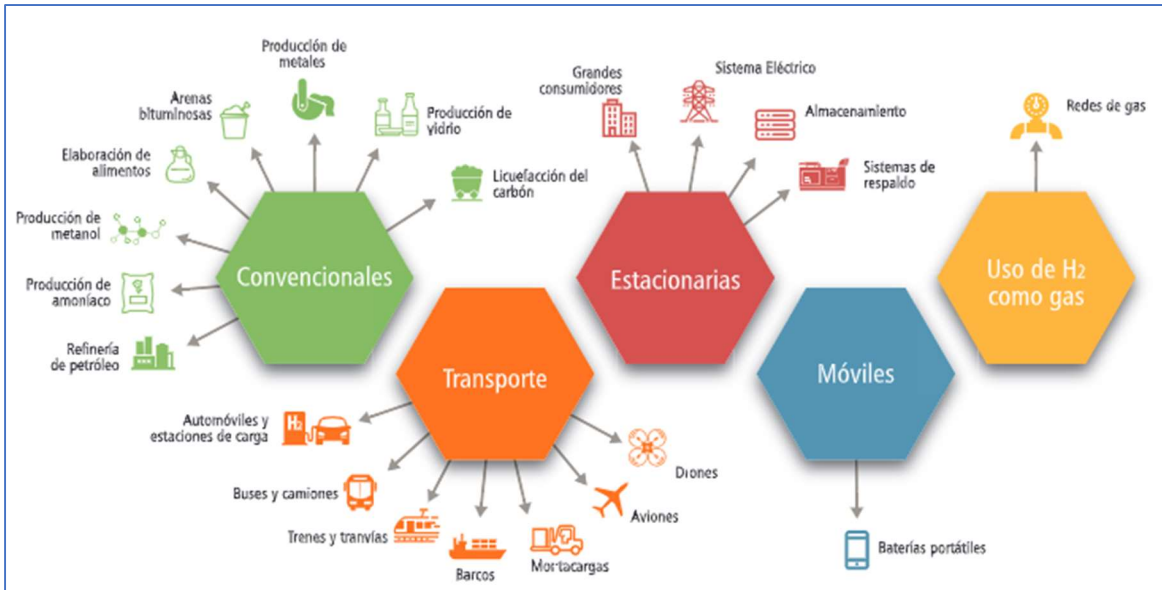 Producción de
metales
Arenas
bituminosas
Producción de
vidrio
Elaboración de
alimentos
Licuefacción del
carbón
Producción de
metanol
Producción de
amoníaco
Refinería
de petróleo
Convencionales
Grandes
consumidores
Sistema Eléctrico
Almacenamiento
Sistemas de
respaldo
Estacionarias
Redes de gas
Uso de H2
como gas
Transporte
Automóviles y
estaciones de carga
H2
Buses y camiones
Trenes y tranvías
Barcos
Montacargas
Aviones
Drones
Móviles
Baterías portátiles